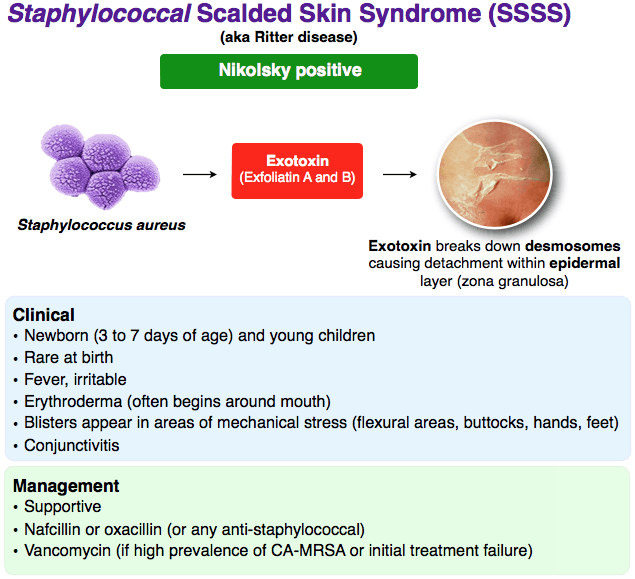 Staphylococcal Scalded Skin Syndrome (SSSS)
(aka Ritter disease)
Nikolsky positive
Exotoxin
(Exfoliatin A and B)
Staphylococcus aureus
Exotoxin breaks down desmosomes
causing detachment within epidermal
layer (zona granulosa)
Clinical
• Newborn (3 to 7 days of age) and young children
• Rare at birth
• Fever, irritable
• Erythroderma (often begins around mouth)
• Blisters appear in areas of mechanical stress (flexural areas, buttocks, hands, feet)
• Conjunctivitis
Management
• Supportive
• Nafcillin or oxacillin (or any anti-staphylococcal)
• Vancomycin (if high prevalence of CA-MRSA or initial treatment failure)